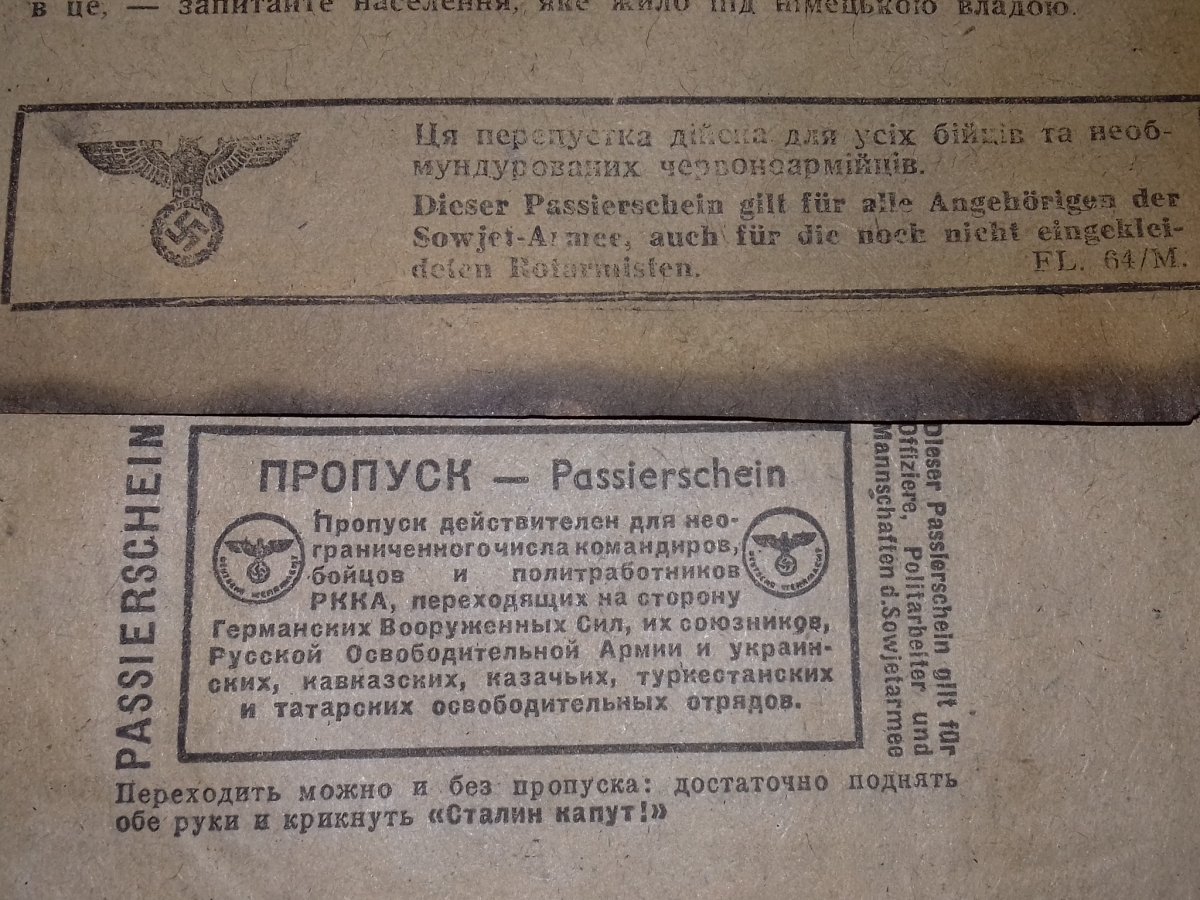 в це, — запитайте населення, яке жило під німецькою владою.
Ця перепустка дійсна для усіх бійців та необ-
мундурованих червоноармійців.
Dieser Passierschein gilt für alle Angehörigen der
Sowjet-Armee, auch für die noch nicht eingeklei-
deten Rotarmisten.
FL. 64/M.
PASSIERSCHEIN
ПРОПУСК — Passierschein
Пропуск действителен для нео-
граниченного числа командиров,
бойцов и политработников
РККА, переходящих на сторону
Германских Вооруженных Сил, их союзников,
Русской Освободительной Армии и украин-
ских, кавказских, казачьих, туркестанских
и татарских освободительных отрядов.
DEUTSCHE WEHRMACHT
DEUTSCHE WEHRMACHT
Dieser Passierschein gilt für
Offiziere, Politarbeiter und
Mannschaften d. Sowjetarmee
Переходить можно и без пропуска: достаточно поднять
обе руки и крикнуть «Сталин капут!»